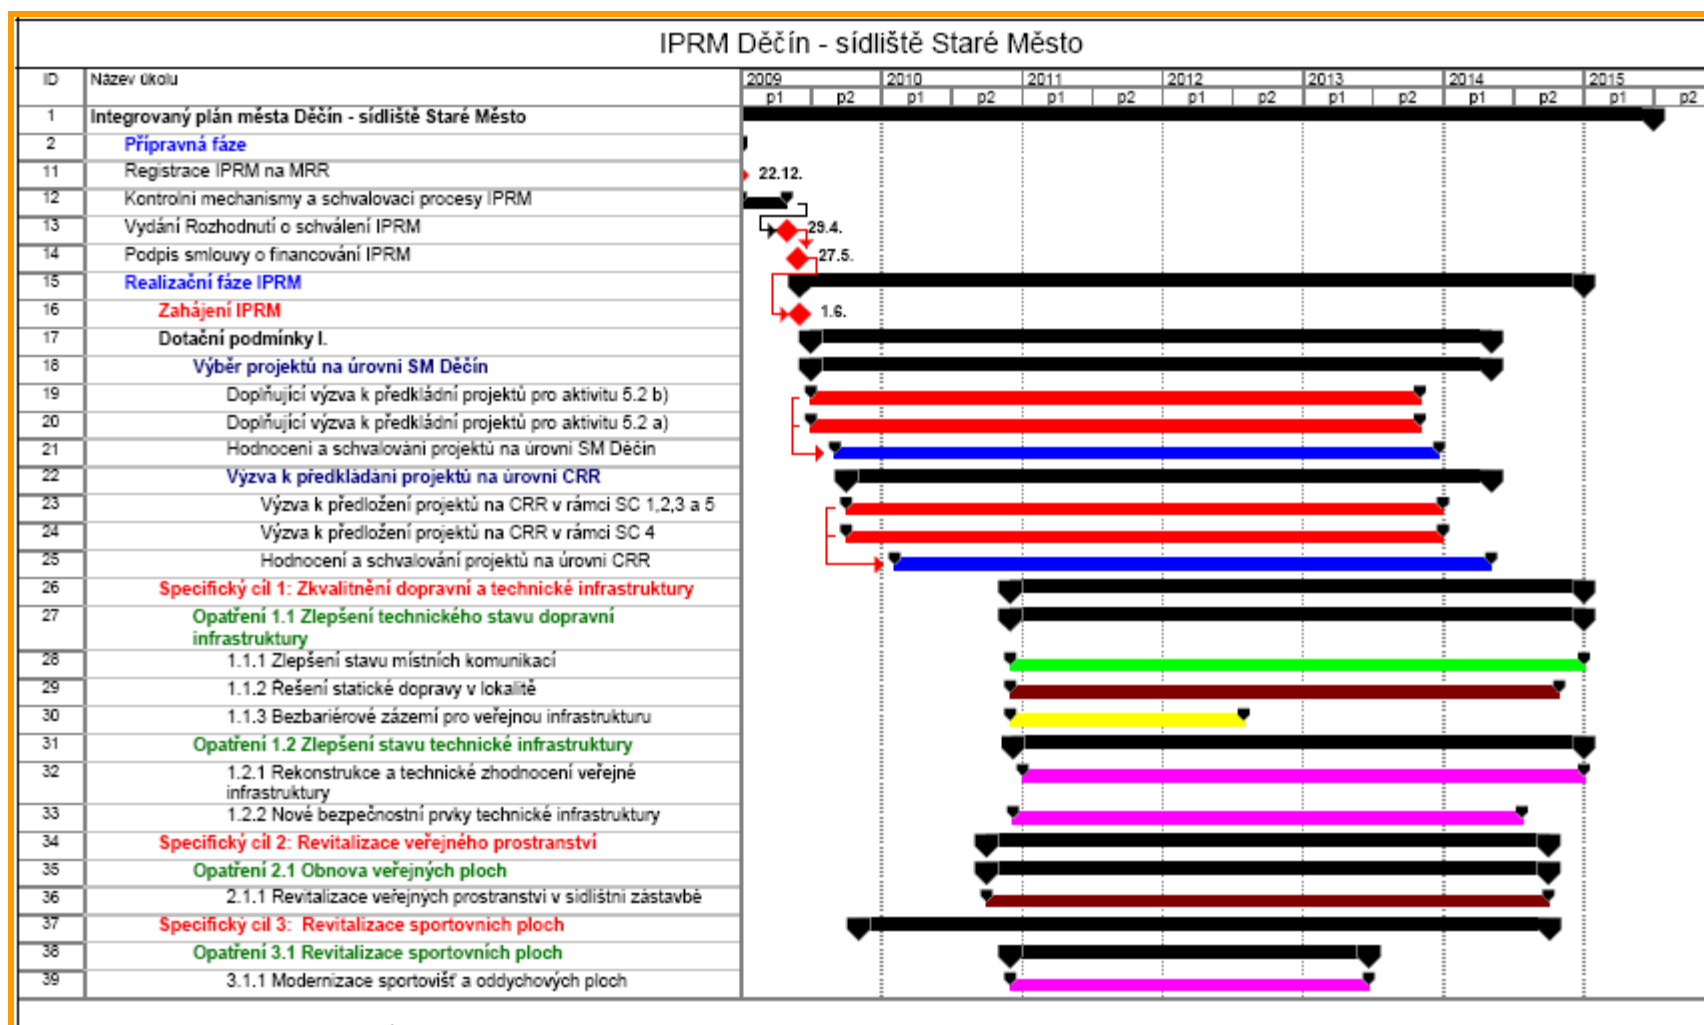 IPRM Děčín - sídliště Staré Město
ID Název úkolu 2009 2010 2011 2012 2013 2014 2015
p1 p2 p1 p2 p1 p2 p1 p2 p1 p2 p1 p2 p1 p2
1 Integrovaný plán města Děčín - sídliště Staré Město
2 Přípravná fáze
11 Registrace IPRM na MRR 22.12.
12 Kontrolní mechanismy a schvalovací procesy IPRM
13 Vydání Rozhodnutí o schválení IPRM 29.4.
14 Podpis smlouvy o financování IPRM 27.5.
15 Realizační fáze IPRM
16 Zahájení IPRM 1.6.
17 Dotační podmínky I.
18 Výběr projektů na úrovni SM Děčín
19 Doplňující výzva k předkládní projektů pro aktivitu 5.2 b)
20 Doplňující výzva k předkládní projektů pro aktivitu 5.2 a)
21 Hodnocení a schvalování projektů na úrovni SM Děčín
22 Výzva k předkládání projektů na úrovni CRR
23 Výzva k předložení projektů na CRR v rámci SC 1,2,3 a 5
24 Výzva k předložení projektů na CRR v rámci SC 4
25 Hodnocení a schvalování projektů na úrovni CRR
26 Specifický cíl 1: Zkvalitnění dopravní a technické infrastruktury
27 Opatření 1.1 Zlepšení technického stavu dopravní
infrastruktury
28 1.1.1 Zlepšení stavu místních komunikací
29 1.1.2 Řešení statické dopravy v lokalitě
30 1.1.3 Bezbariérové zázemí pro veřejnou infrastrukturu
31 Opatření 1.2 Zlepšení stavu technické infrastruktury
32 1.2.1 Rekonstrukce a technické zhodnocení veřejné
infrastruktury
33 1.2.2 Nové bezpečnostní prvky technické infrastruktury
34 Specifický cíl 2: Revitalizace veřejného prostranství
35 Opatření 2.1 Obnova veřejných ploch
36 2.1.1 Revitalizace veřejných prostranství v sídlištní zástavbě
37 Specifický cíl 3: Revitalizace sportovních ploch
38 Opatření 3.1 Revitalizace sportovních ploch
39 3.1.1 Modernizace sportovišť a oddychových ploch